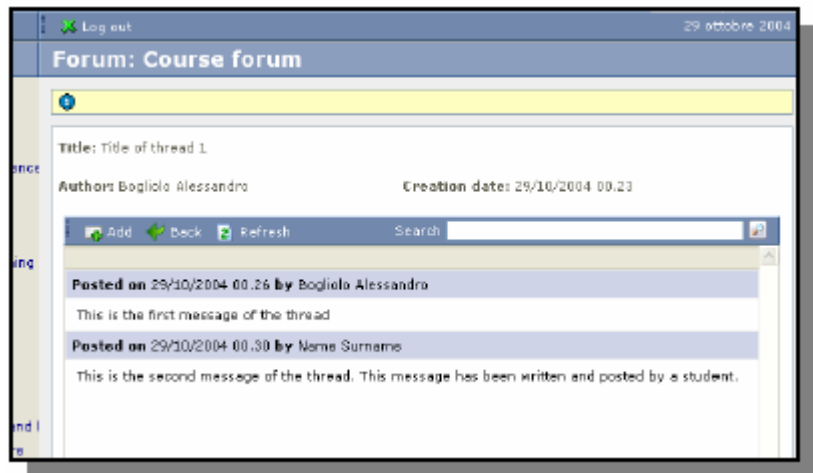 Log out 29 ottobre 2004
Forum: Course forum
Title: Title of thread 1
ance
Author: Bogliolo Alessandro Creation date: 29/10/2004 00.23
Add Back Refresh Search
ing
Posted on 29/10/2004 00.26 by Bogliolo Alessandro
This is the first message of the thread
Posted on 29/10/2004 00.30 by Name Surname
This is the second message of the thread. This message has been written and posted by a student.
and